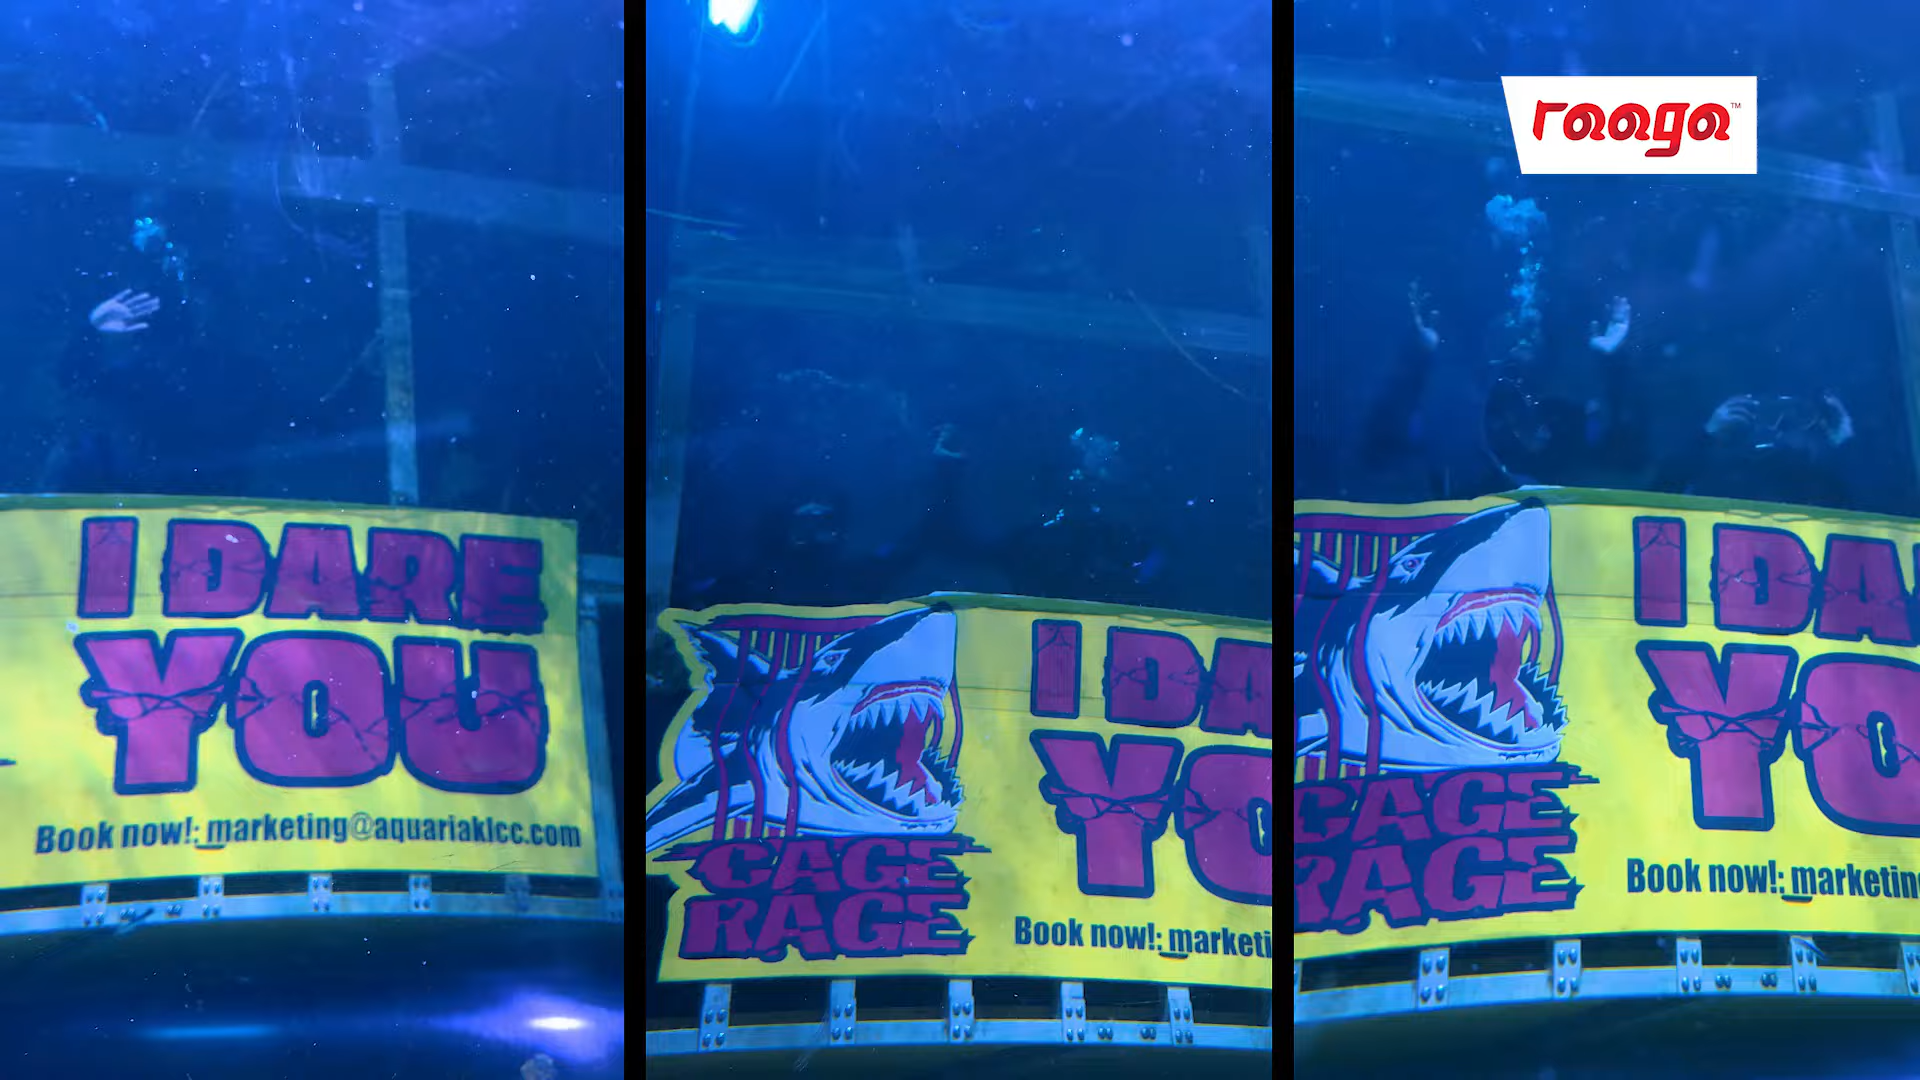 I DARE
YOU
Book now!: marketing@aquariaklcc.com
CAGE
RAGE
I DA
YO
Book now!: marketi
raaga™
CAGE
RAGE
I DA
YO
Book now!: marketin